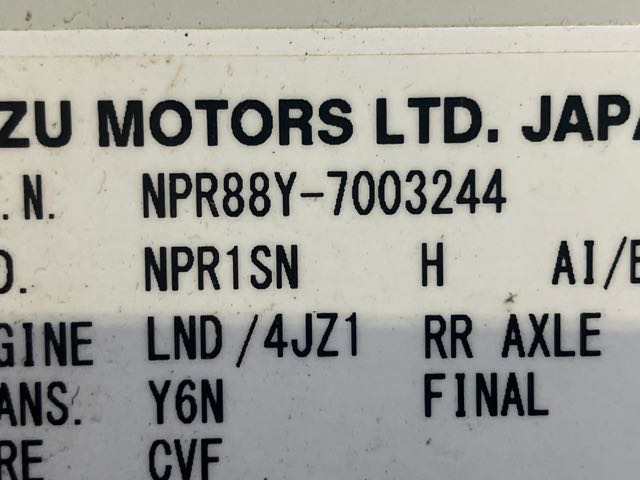 ZU MOTORS LTD. JAPA
.N. NPR88Y-7003244
O. NPR1SN H AI/E
GINE LND/4JZ1 RR AXLE
ANS. Y6N FINAL
RE CVF